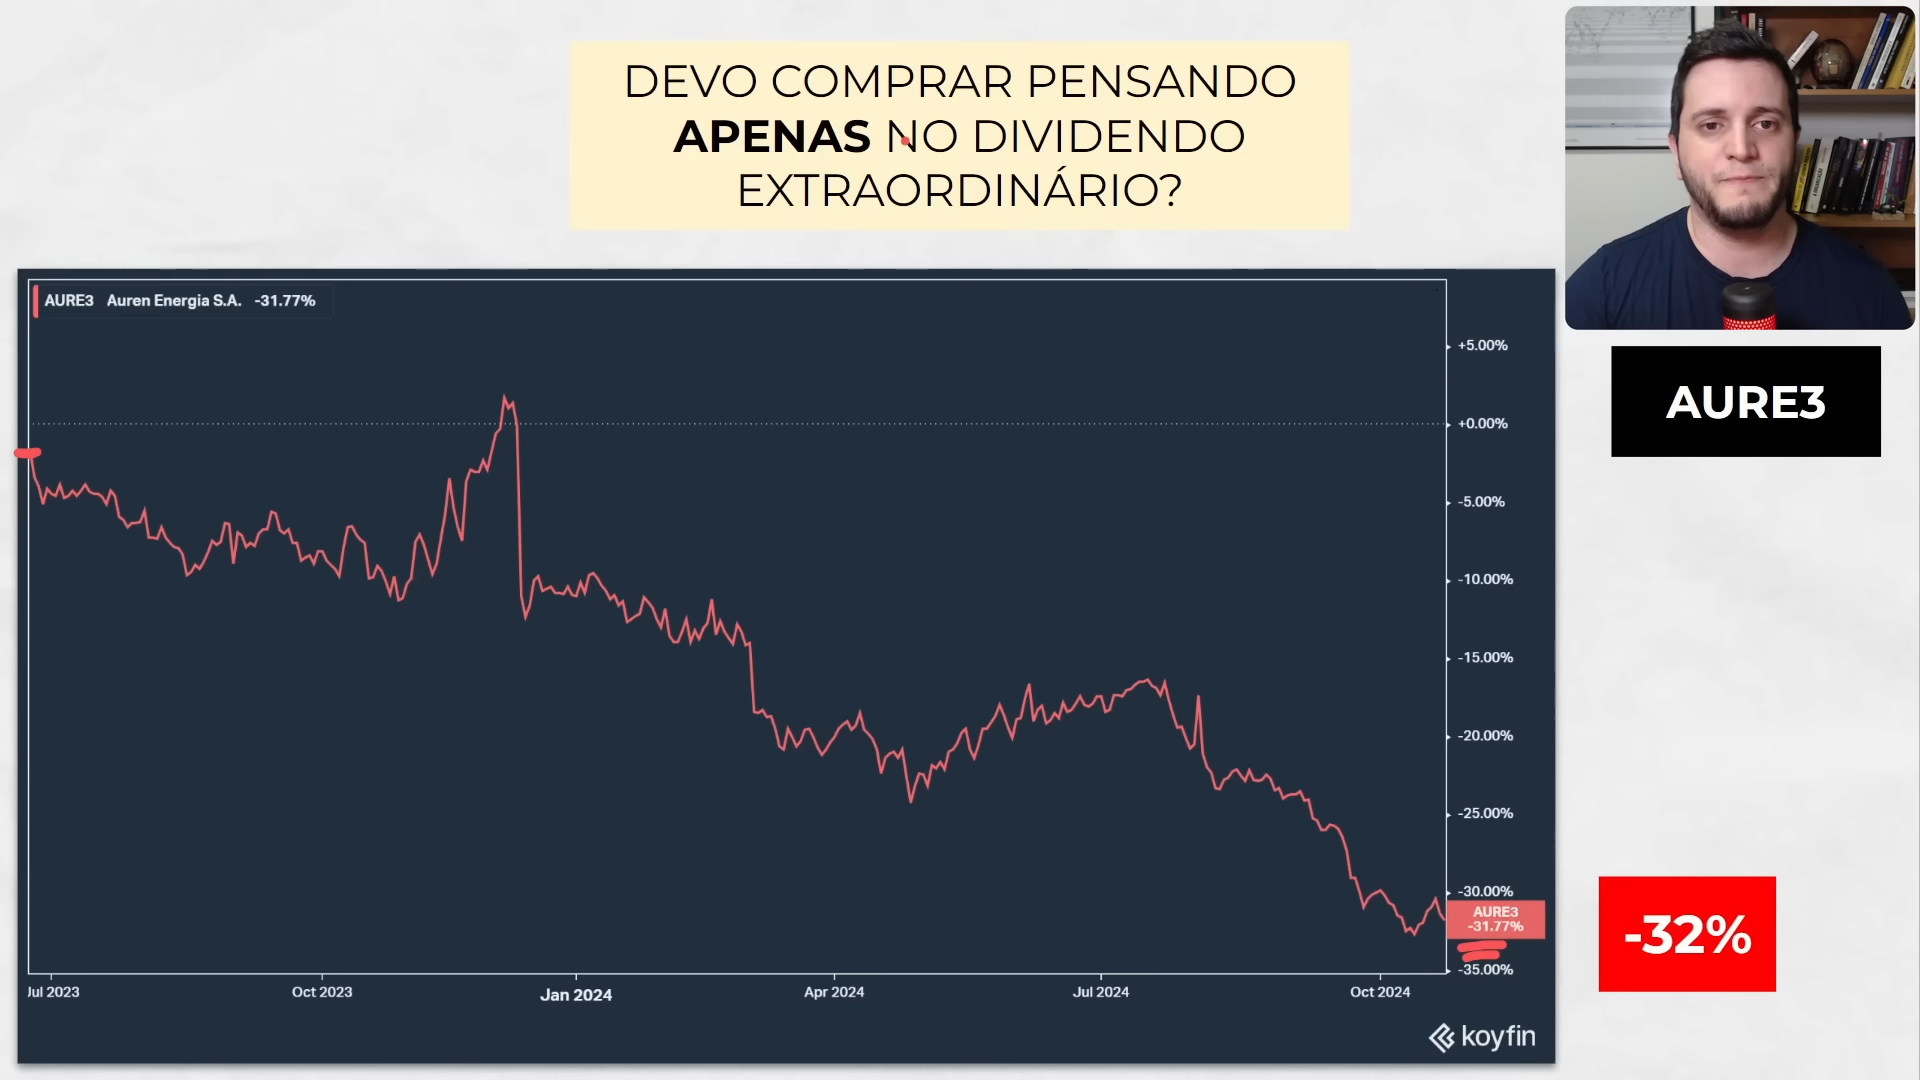 DEVO COMPRAR PENSANDO
APENAS NO DIVIDENDO
EXTRAORDINÁRIO?
AURE3 Auren Energia S.A. -31.77%
+5.00%
+0.00%
-5.00%
-10.00%
-15.00%
-20.00%
-25.00%
-30.00%
AURE3
-31.77%
-35.00%
Jul 2023 Oct 2023 Jan 2024 Apr 2024 Jul 2024 Oct 2024
koyfin
AURE3
-32%